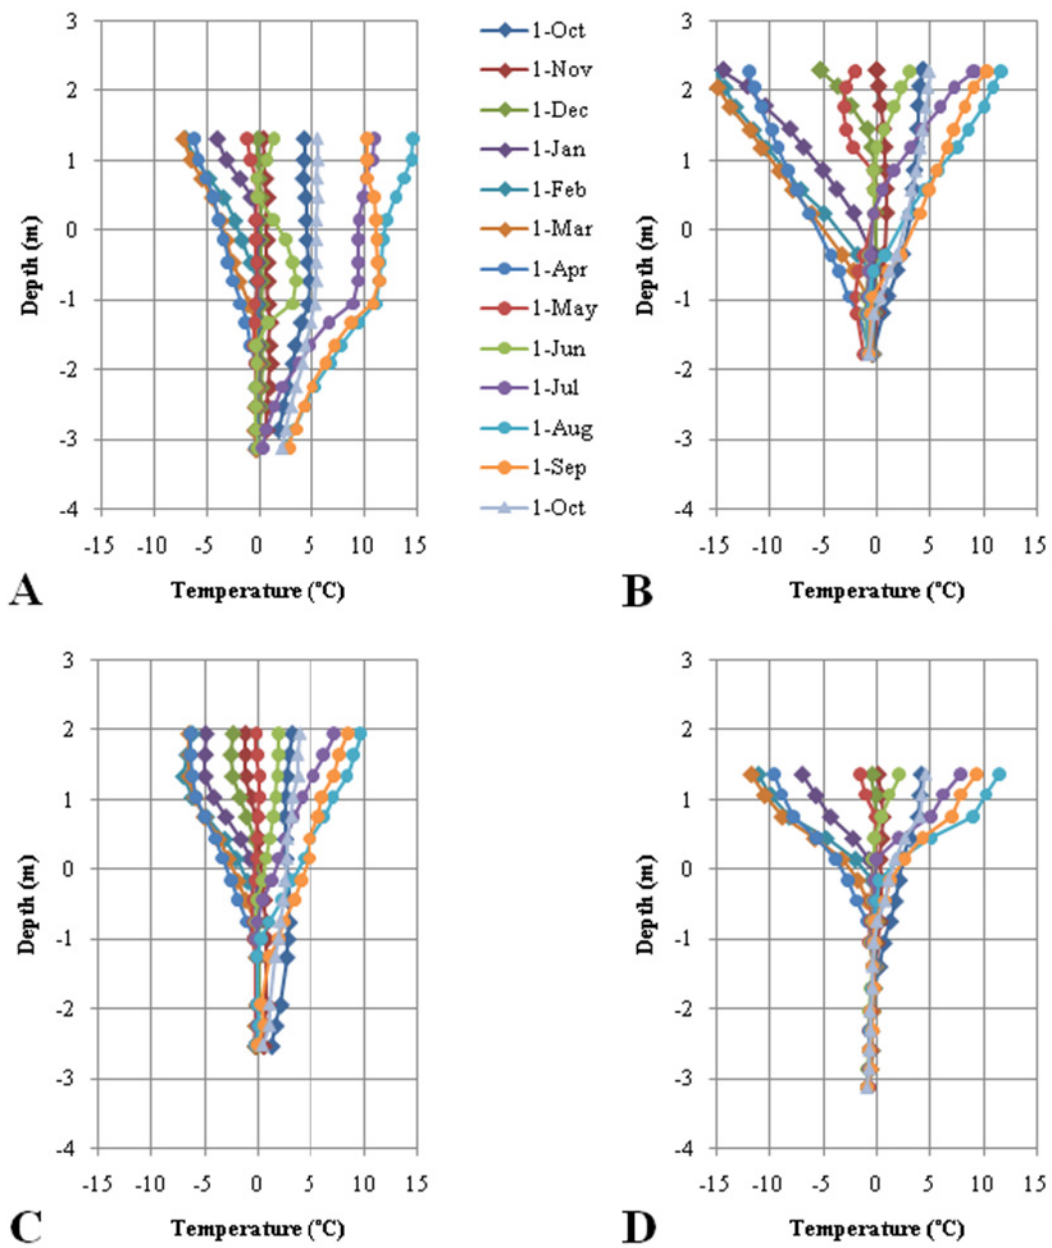 3
2
1
0
-1
-2
-3
-4
Depth (m)
-15 -10 -5 0 5 10 15
Temperature (°C)
A
1-Oct
1-Nov
1-Dec
1-Jan
1-Feb
1-Mar
1-Apr
1-May
1-Jun
1-Jul
1-Aug
1-Sep
1-Oct
3
2
1
0
-1
-2
-3
-4
Depth (m)
-15 -10 -5 0 5 10 15
Temperature (°C)
B
3
2
1
0
-1
-2
-3
-4
Depth (m)
-15 -10 -5 0 5 10 15
Temperature (°C)
C
3
2
1
0
-1
-2
-3
-4
Depth (m)
-15 -10 -5 0 5 10 15
Temperature (°C)
D